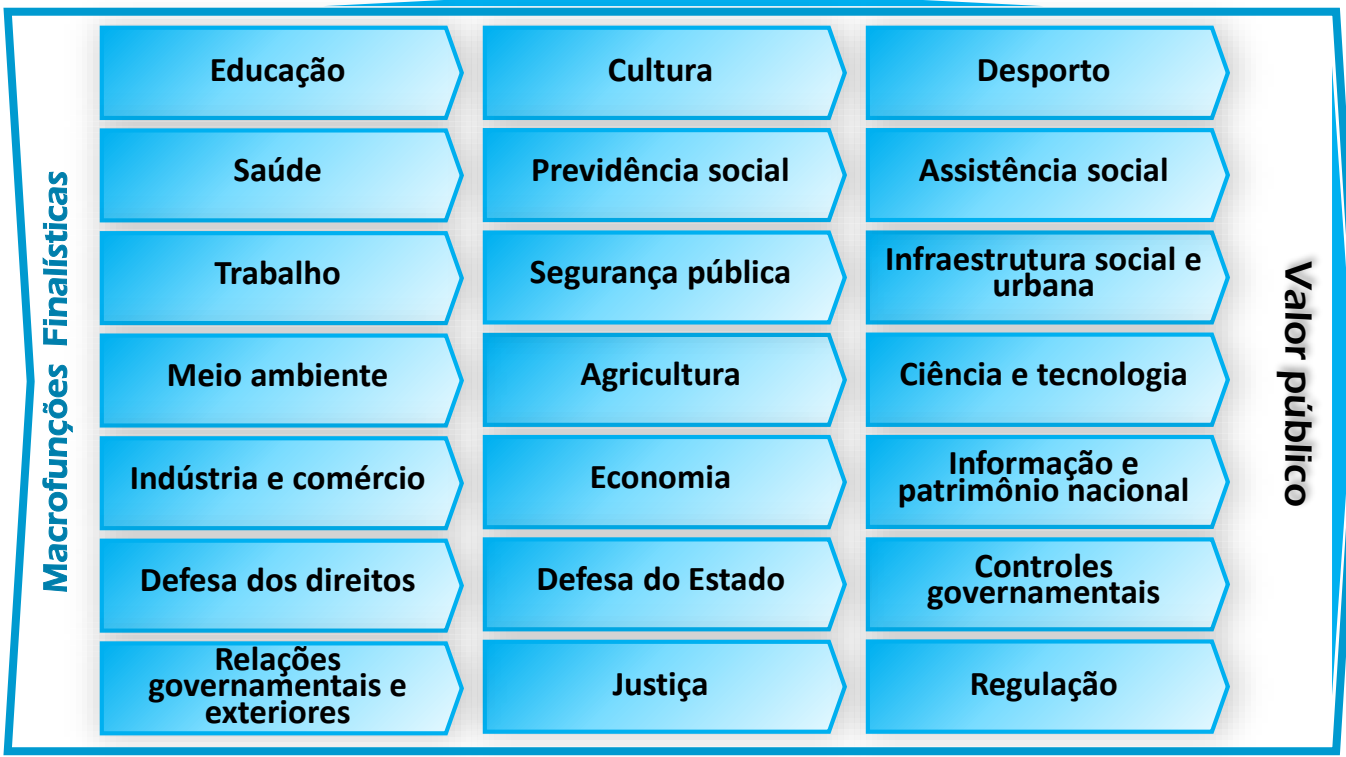 Macrofunções Finalísticas
Educação
Cultura
Desporto
Saúde
Previdência social
Assistência social
Trabalho
Segurança pública
Infraestrutura social e
urbana
Meio ambiente
Agricultura
Ciência e tecnologia
Indústria e comércio
Economia
Informação e
patrimônio nacional
Defesa dos direitos
Defesa do Estado
Controles
governamentais
Relações
governamentais e
exteriores
Justiça
Regulação
Valor público